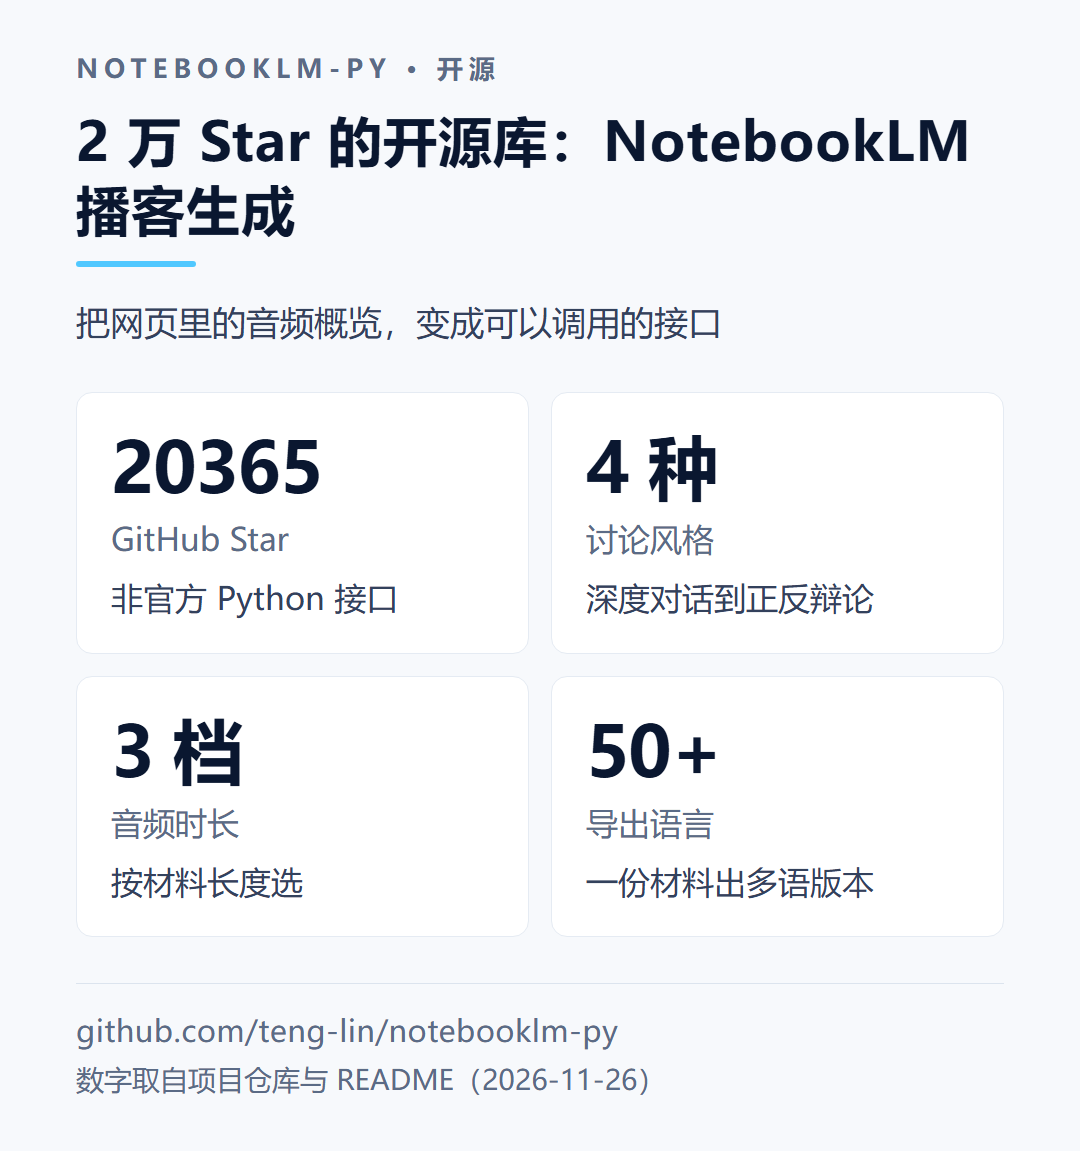 NOTEBOOKLM-PY • 开源
2 万 Star 的开源库：NotebookLM
播客生成
把网页里的音频概览，变成可以调用的接口
20365
GitHub Star
非官方 Python 接口
4 种
讨论风格
深度对话到正反辩论
3 档
音频时长
按材料长度选
50+
导出语言
一份材料出多语版本
github.com/teng-lin/notebooklm-py
数字取自项目仓库与 README（2026-11-26）